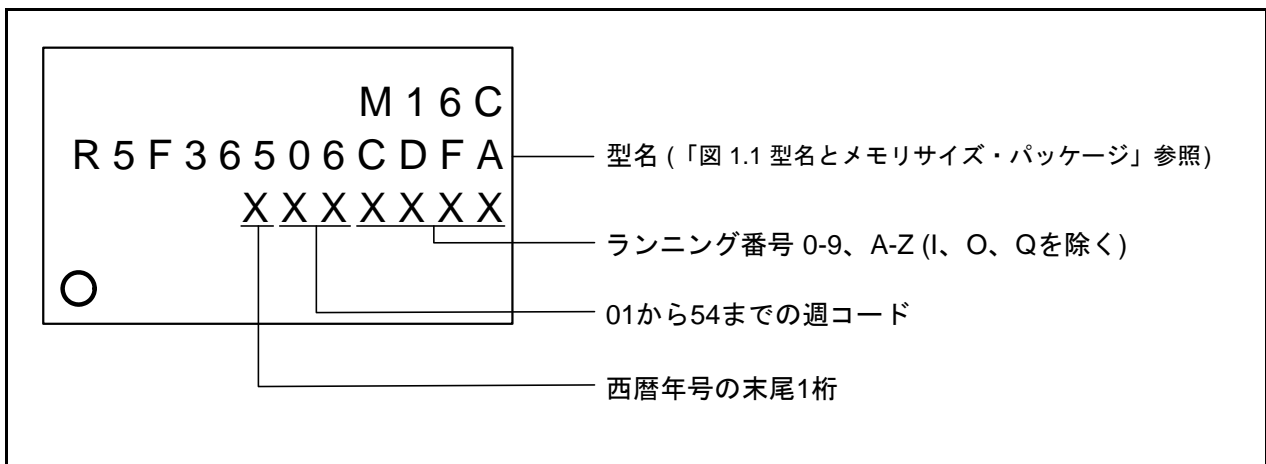 M16C
R5F36506CDFA
XXXXXXX
型名 (「図 1.1 型名とメモリサイズ・パッケージ」参照)
ランニング番号 0-9、A-Z (I、O、Qを除く)
01から54までの週コード
西暦年号の末尾1桁